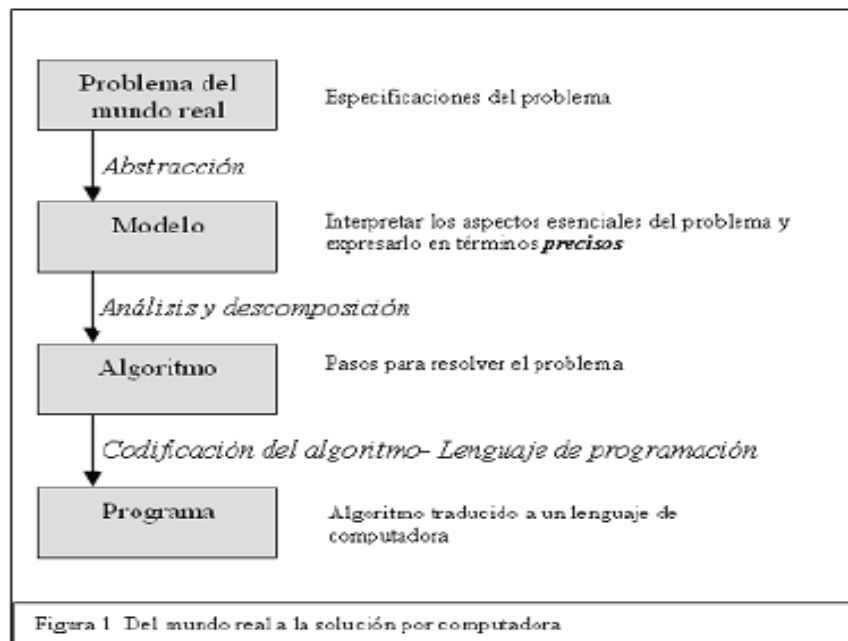 Problema del
mundo real
Especificaciones del problema
Abstracción
Modelo
Interpretar los aspectos esenciales del problema y
expresarlo en términos precisos
Análisis y descomposición
Algoritmo
Pasos para resolver el problema
Codificación del algoritmo- Lenguaje de programación
Programa
Algoritmo traducido a un lenguaje de
computadora
Figura 1 Del mundo real a la solución por computadora